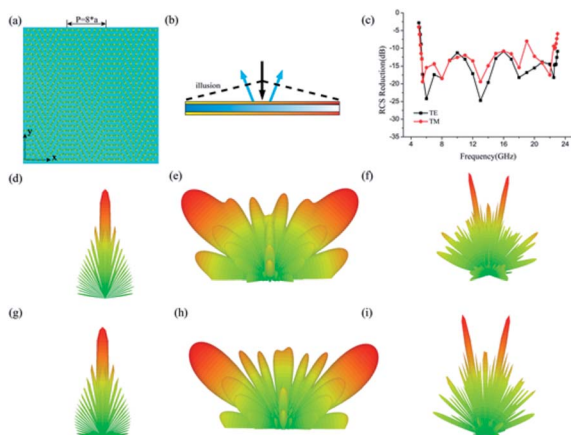 (a)
P=8*a
y
x
(b)
illusion
(c)
RCS Reduction(dB)
0
-5
-10
-15
-20
-25
-30
-35
TE
TM
4 6 8 10 12 14 16 18 20 22 24
Frequency(GHz)
(d)
(e)
(f)
(g)
(h)
(i)